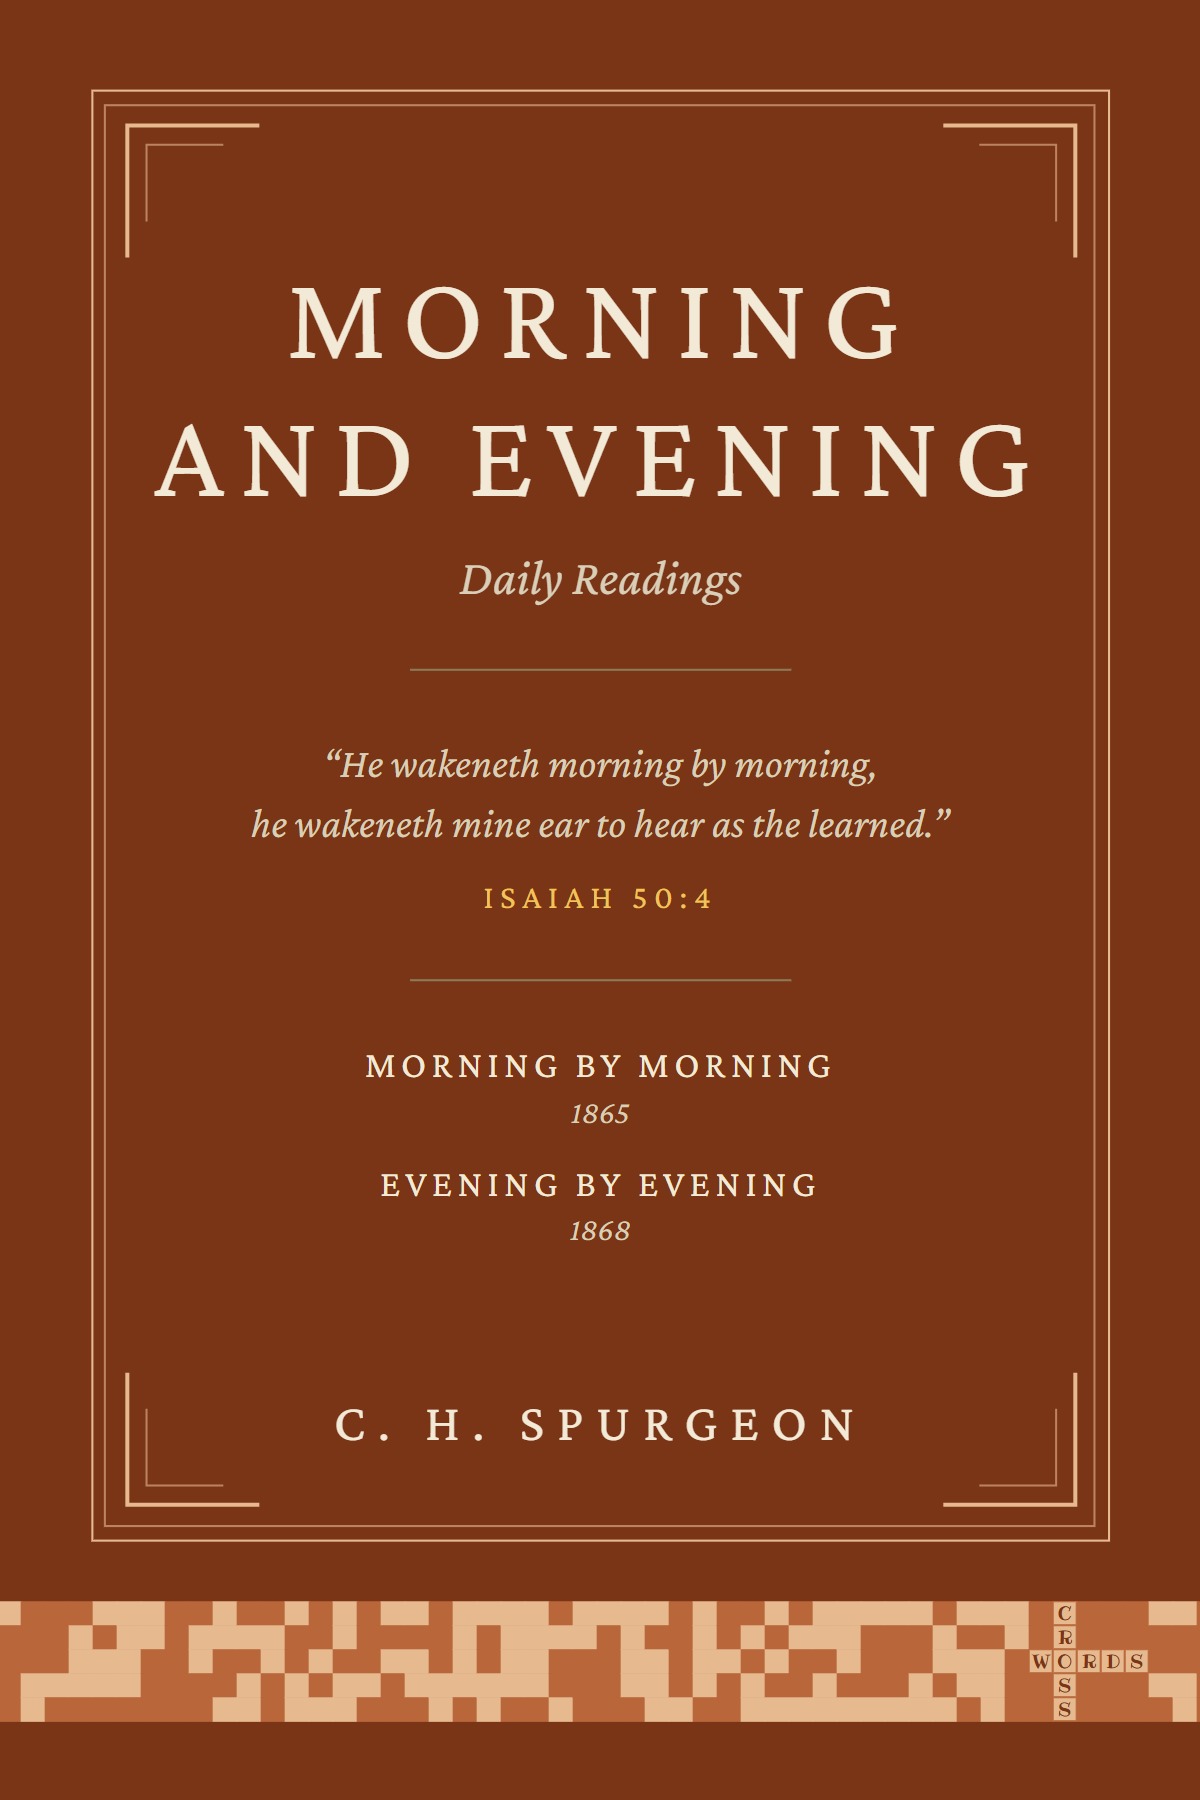 MORNING
AND EVENING
Daily Readings
“He wakeneth morning by morning,
he wakeneth mine ear to hear as the learned.”
ISAIAH 50:4
MORNING BY MORNING
1865
EVENING BY EVENING
1868
C. H. SPURGEON
CROSS
WORDS